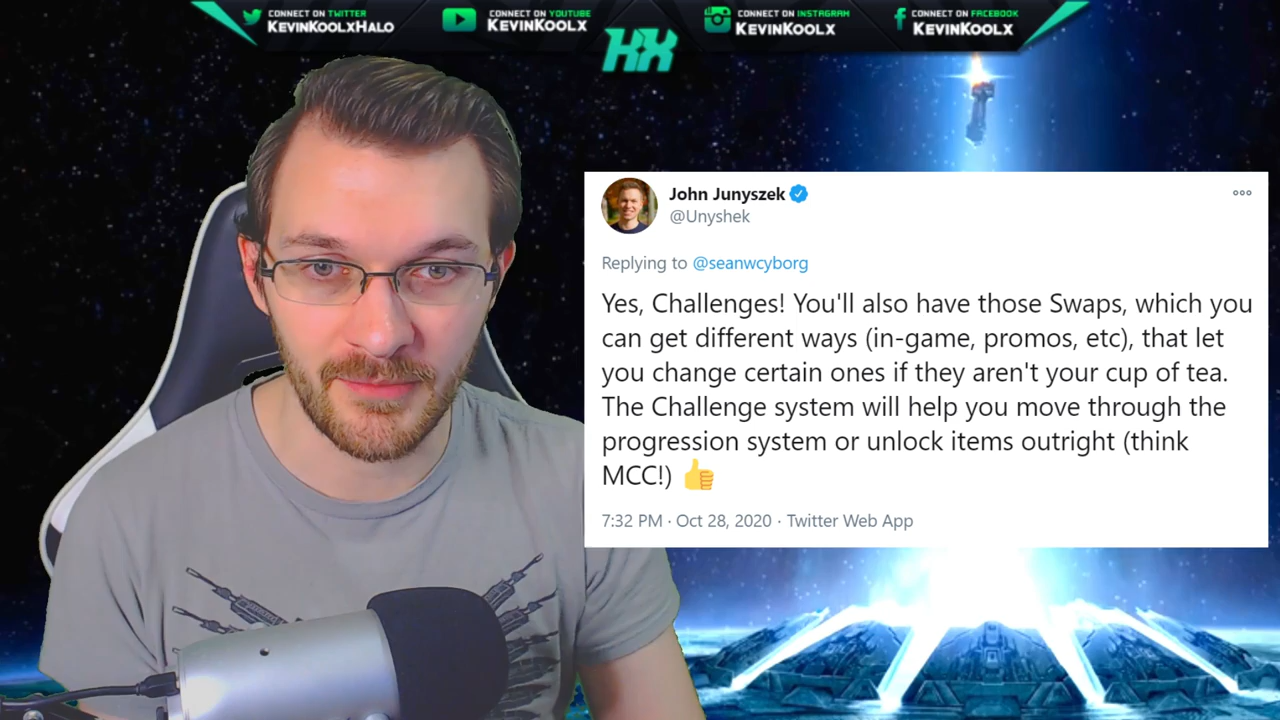 CONNECT ON TWITTER
KEVINKOOLXHALO
CONNECT ON YOUTUBE
KEVINKOOLX
KX
CONNECT ON INSTAGRAM
KEVINKOOLX
CONNECT ON FACEBOOK
KEVINKOOLX
John Junyszek
@Unyshek
Replying to @seanwcyborg
Yes, Challenges! You'll also have those Swaps, which you
can get different ways (in-game, promos, etc), that let
you change certain ones if they aren't your cup of tea.
The Challenge system will help you move through the
progression system or unlock items outright (think
MCC!) 👍
7:32 PM · Oct 28, 2020 · Twitter Web App